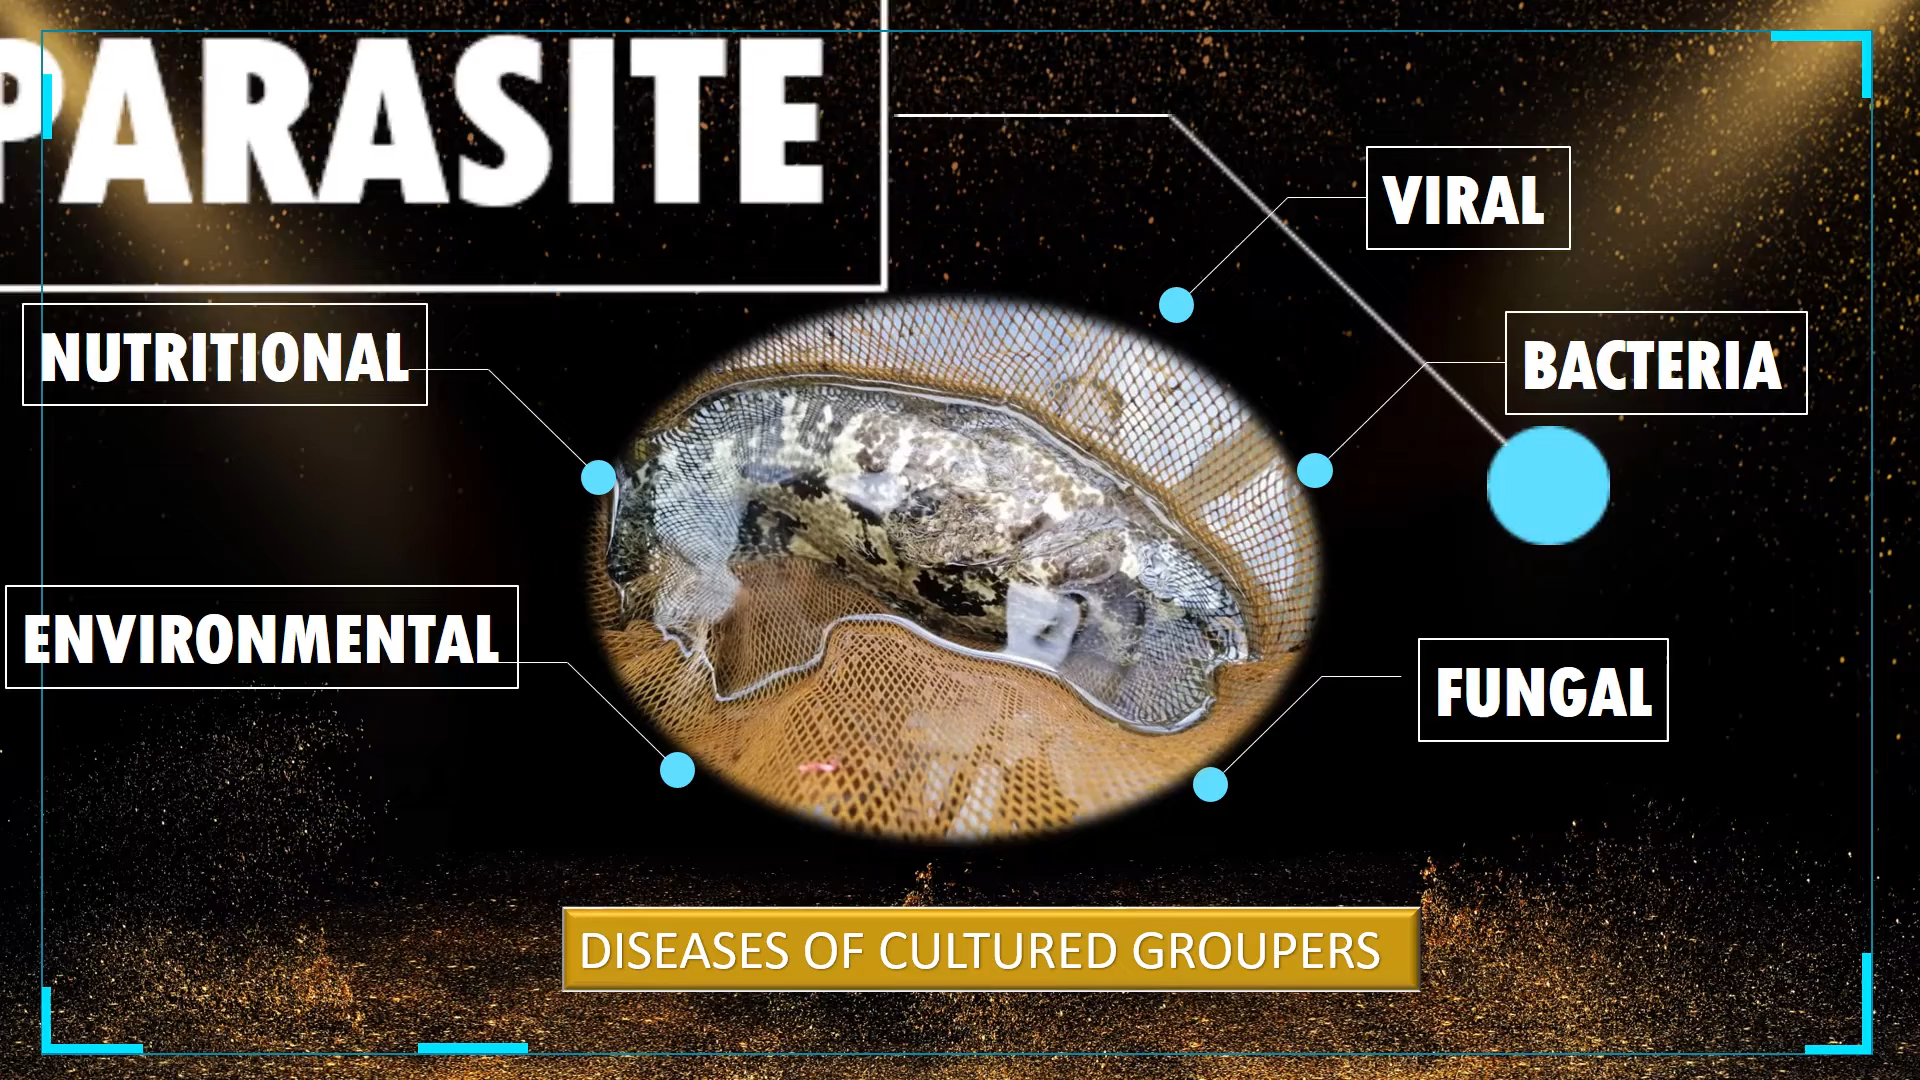 PARASITE
VIRAL
NUTRITIONAL
BACTERIA
ENVIRONMENTAL
FUNGAL
DISEASES OF CULTURED GROUPERS